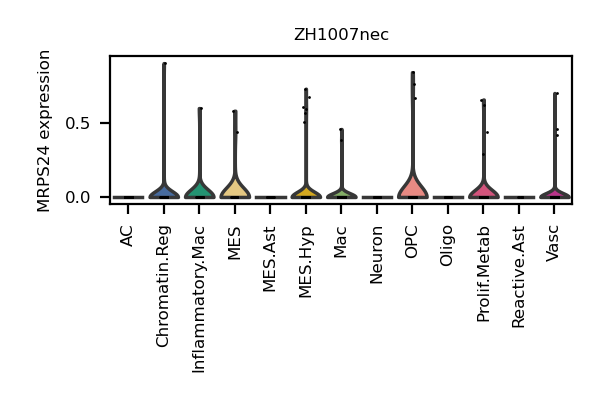 ZH1007nec
MRPS24 expression
0.5
0.0
AC
Chromatin.Reg
Inflammatory.Mac
MES
MES.Ast
MES.Hyp
Mac
Neuron
OPC
Oligo
Prolif.Metab
Reactive.Ast
Vasc